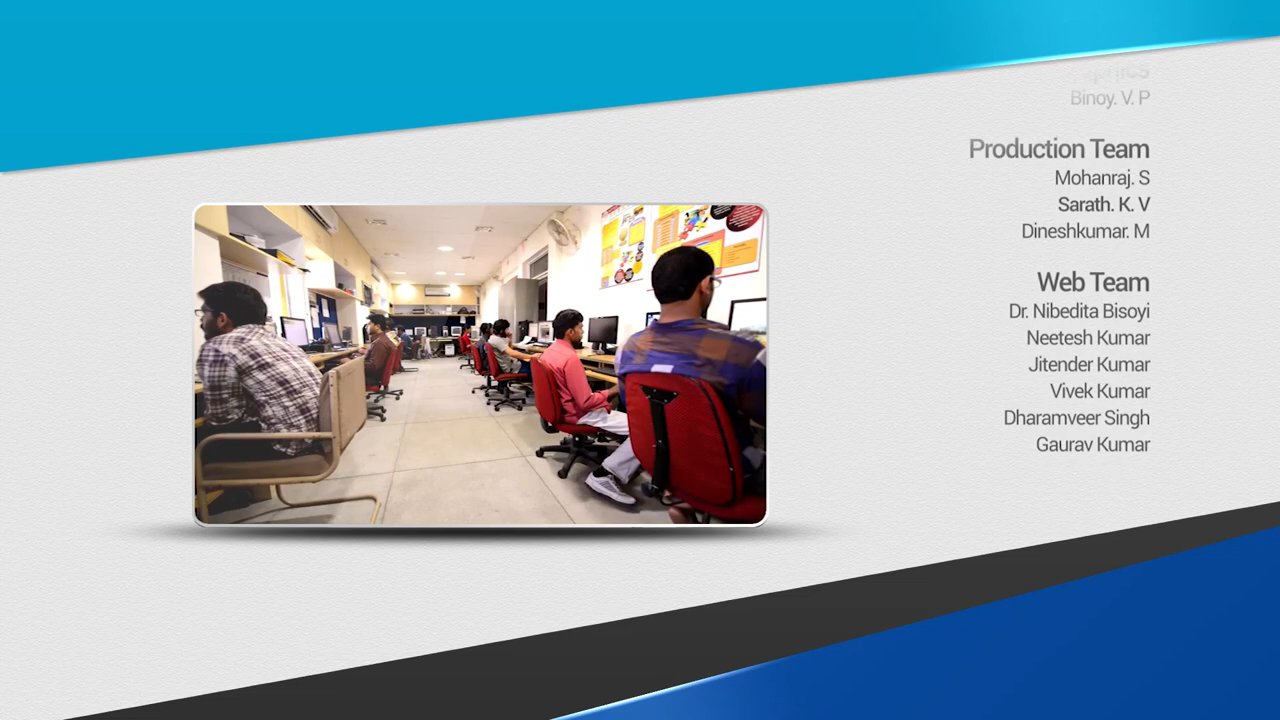 Binoy. V. P
Production Team
Mohanraj. S
Sarath. K. V
Dineshkumar. M
Web Team
Dr. Nibedita Bisoyi
Neetesh Kumar
Jitender Kumar
Vivek Kumar
Dharamveer Singh
Gaurav Kumar